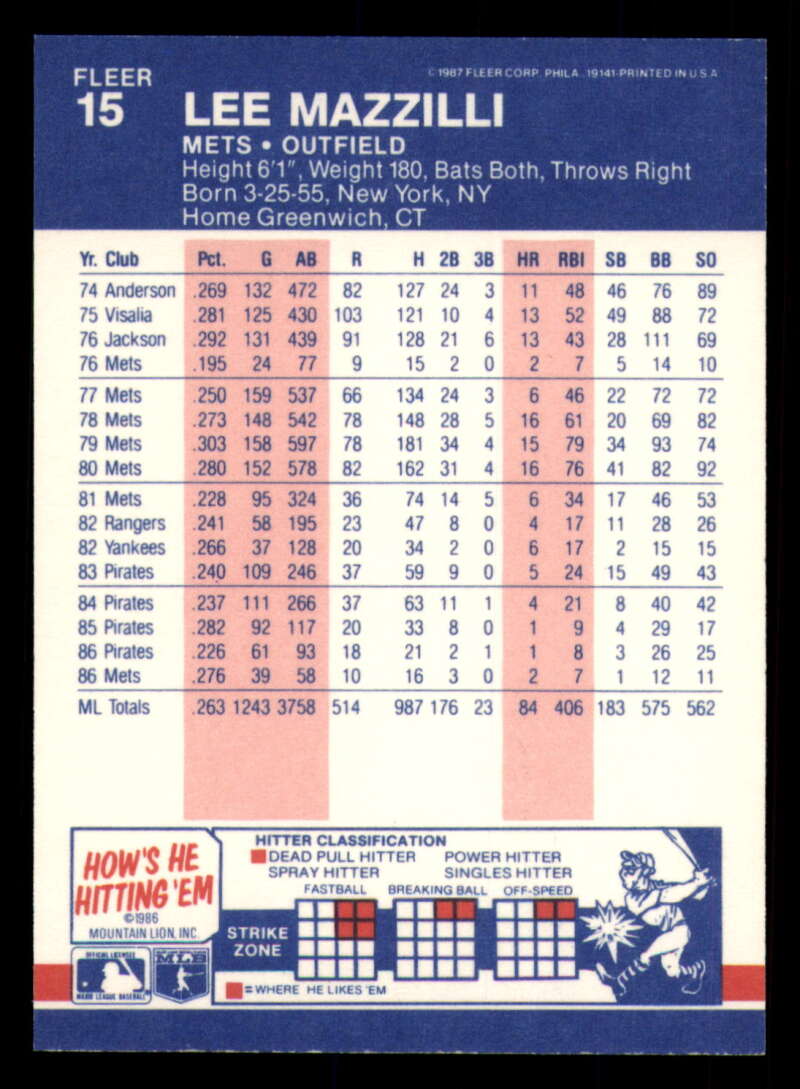 FLEER
15
© 1987 FLEER CORP. PHILA. 19141-PRINTED IN U.S.A.
LEE MAZZILLI
METS • OUTFIELD
Height 6'1", Weight 180, Bats Both, Throws Right
Born 3-25-55, New York, NY
Home Greenwich, CT
Yr. Club Pct. G AB R H 2B 3B HR RBI SB BB SO
74 Anderson .269 132 472 82 127 24 3 11 48 46 76 89
75 Visalia .281 125 430 103 121 10 4 13 52 49 88 72
76 Jackson .292 131 439 91 128 21 6 13 43 28 111 69
76 Mets .195 24 77 9 15 2 0 2 7 5 14 10
77 Mets .250 159 537 66 134 24 3 6 46 22 72 72
78 Mets .273 148 542 78 148 28 5 16 61 20 69 82
79 Mets .303 158 597 78 181 34 4 15 79 34 93 74
80 Mets .280 152 578 82 162 31 4 16 76 41 82 92
81 Mets .228 95 324 36 74 14 5 6 34 17 46 53
82 Rangers .241 58 195 23 47 8 0 4 17 11 28 26
82 Yankees .266 37 128 20 34 2 0 6 17 2 15 15
83 Pirates .240 109 246 37 59 9 0 5 24 15 49 43
84 Pirates .237 111 266 37 63 11 1 4 21 8 40 42
85 Pirates .282 92 117 20 33 8 0 1 9 4 29 17
86 Pirates .226 61 93 18 21 2 1 1 8 3 26 25
86 Mets .276 39 58 10 16 3 0 2 7 1 12 11
ML Totals .263 1243 3758 514 987 176 23 84 406 183 575 562
HOW'S HE
HITTING 'EM
©1986
MOUNTAIN LION, INC.
HITTER CLASSIFICATION
DEAD PULL HITTER POWER HITTER
SPRAY HITTER SINGLES HITTER
FASTBALL BREAKING BALL OFF-SPEED
STRIKE
ZONE
=WHERE HE LIKES 'EM
OFFICIAL LICENSEE
MAJOR LEAGUE BASEBALL
MLB